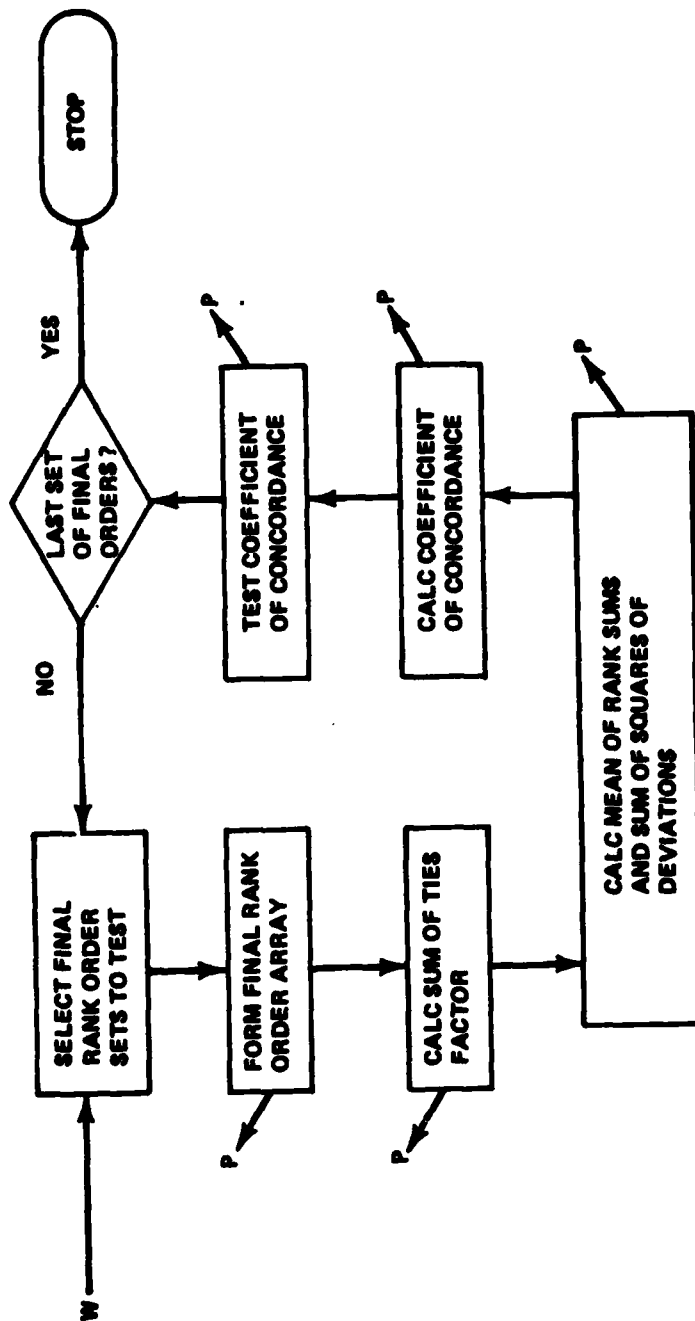 W
SELECT FINAL
RANK ORDER
SETS TO TEST
FORM FINAL RANK
ORDER ARRAY
P
CALC SUM OF TIES
FACTOR
P
CALC MEAN OF RANK SUMS
AND SUM OF SQUARES OF
DEVIATIONS
P
CALC COEFFICIENT
OF CONCORDANCE
P
TEST COEFFICIENT
OF CONCORDANCE
P
LAST SET
OF FINAL
ORDERS?
NO
YES
STOP